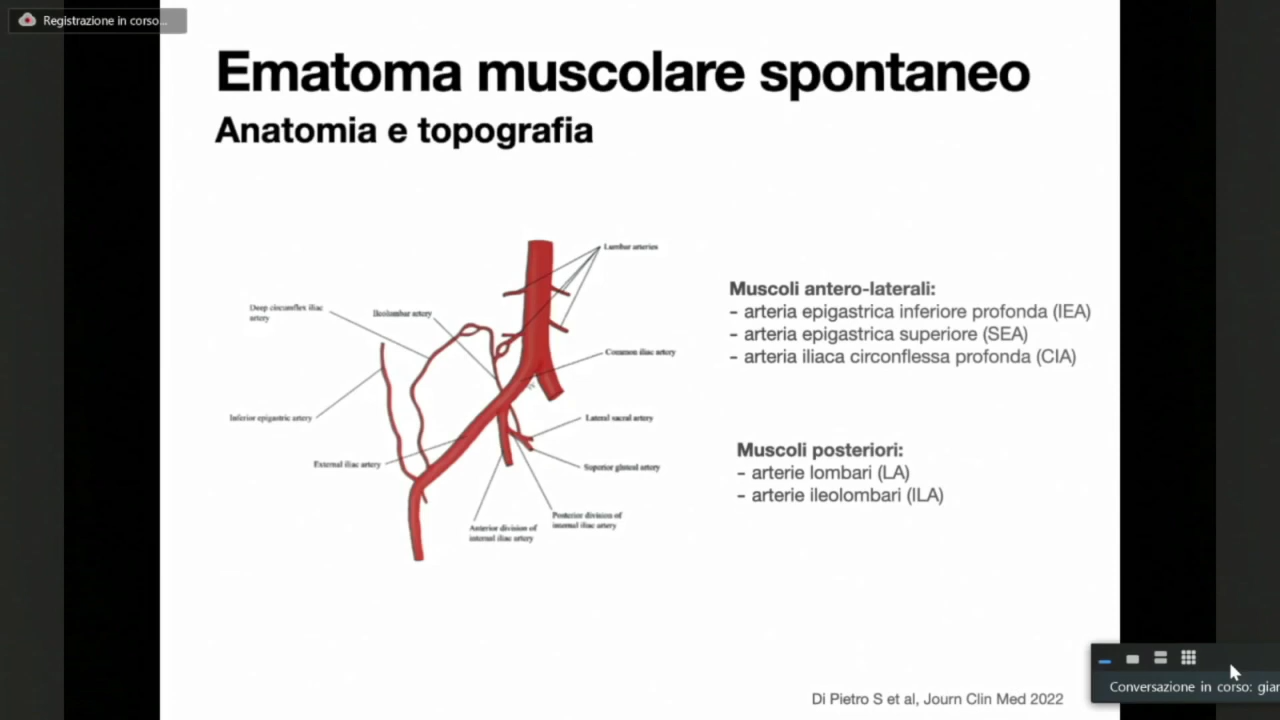 Registrazione in corso...
Ematoma muscolare spontaneo
Anatomia e topografia
Lumbar arteries
Deep circumflex iliac
artery
Ileolumbar artery
Common iliac artery
Inferior epigastric artery
Lateral sacral artery
External iliac artery
Superior gluteal artery
Anterior division of
internal iliac artery
Posterior division of
internal iliac artery
Muscoli antero-laterali:
- arteria epigastrica inferiore profonda (IEA)
- arteria epigastrica superiore (SEA)
- arteria iliaca circonflessa profonda (CIA)
Muscoli posteriori:
- arterie lombari (LA)
- arterie ileolombari (ILA)
Di Pietro S et al, Journ Clin Med 2022
Conversazione in corso: gian